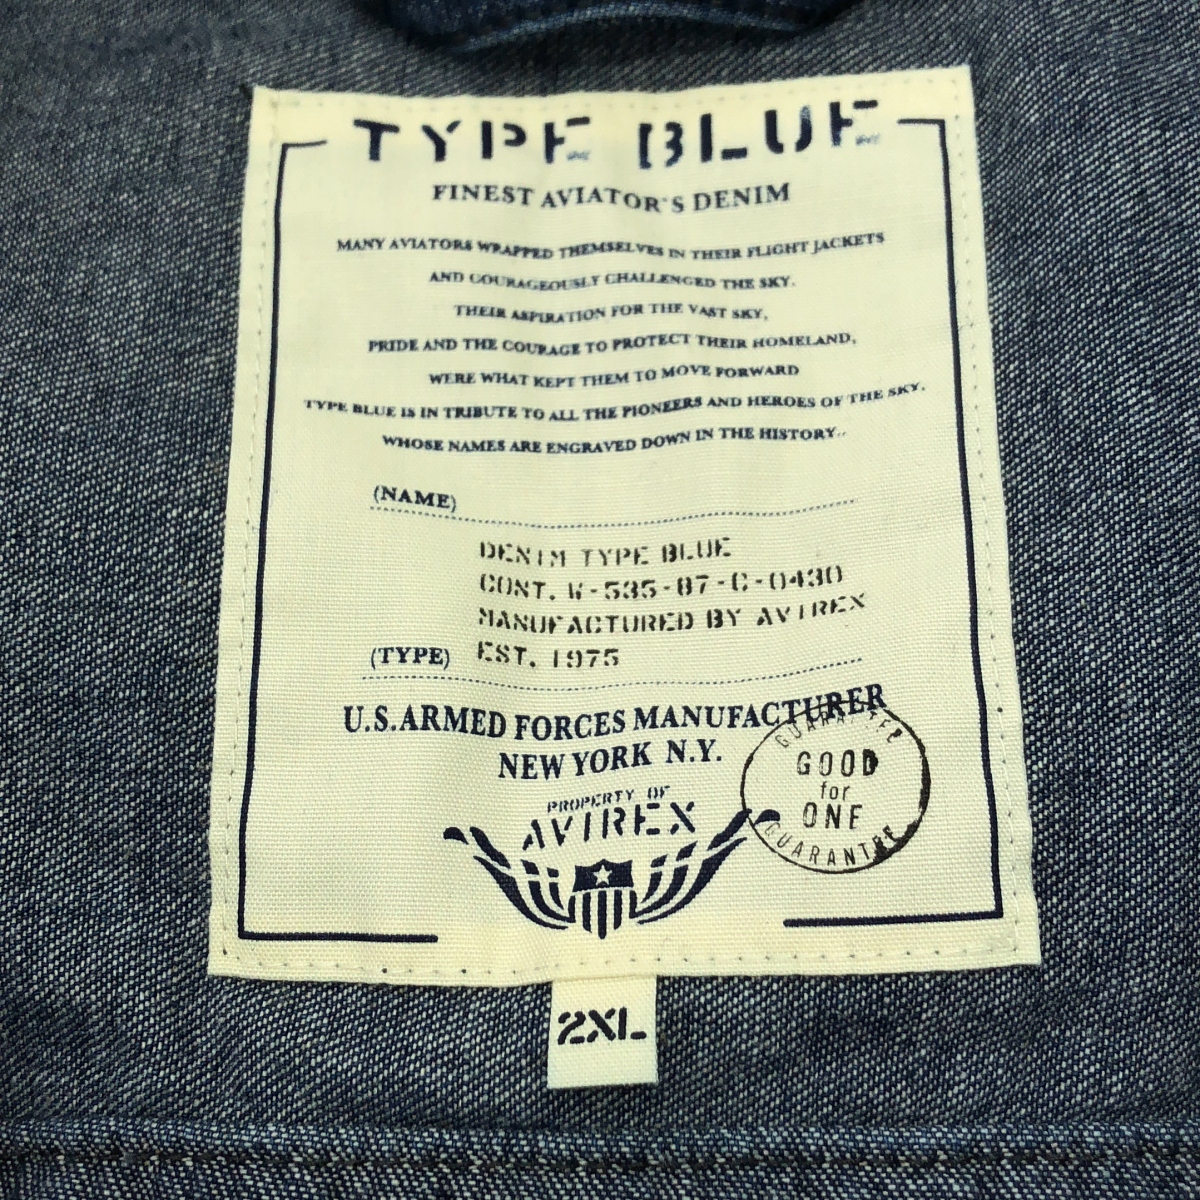 TYPE BLUE
FINEST AVIATOR'S DENIM
MANY AVIATORS WRAPPED THEMSELVES IN THEIR FLIGHT JACKETS
AND COURAGEOUSLY CHALLENGED THE SKY.
THEIR ASPIRATION FOR THE VAST SKY,
PRIDE AND THE COURAGE TO PROTECT THEIR HOMELAND,
WERE WHAT KEPT THEM TO MOVE FORWARD
TYPE BLUE IS IN TRIBUTE TO ALL THE PIONEERS AND HEROES OF THE SKY.
WHOSE NAMES ARE ENGRAVED DOWN IN THE HISTORY..
(NAME)
DENIM TYPE BLUE
CONT. W-535-87-C-0430
MANUFACTURED BY AVIREX
(TYPE) EST. 1975
U.S.ARMED FORCES MANUFACTURER
NEW YORK N.Y.
PROPERTY OF
AVIREX
GUARANTEE
GOOD
for
ONE
GUARANTEE
2XL